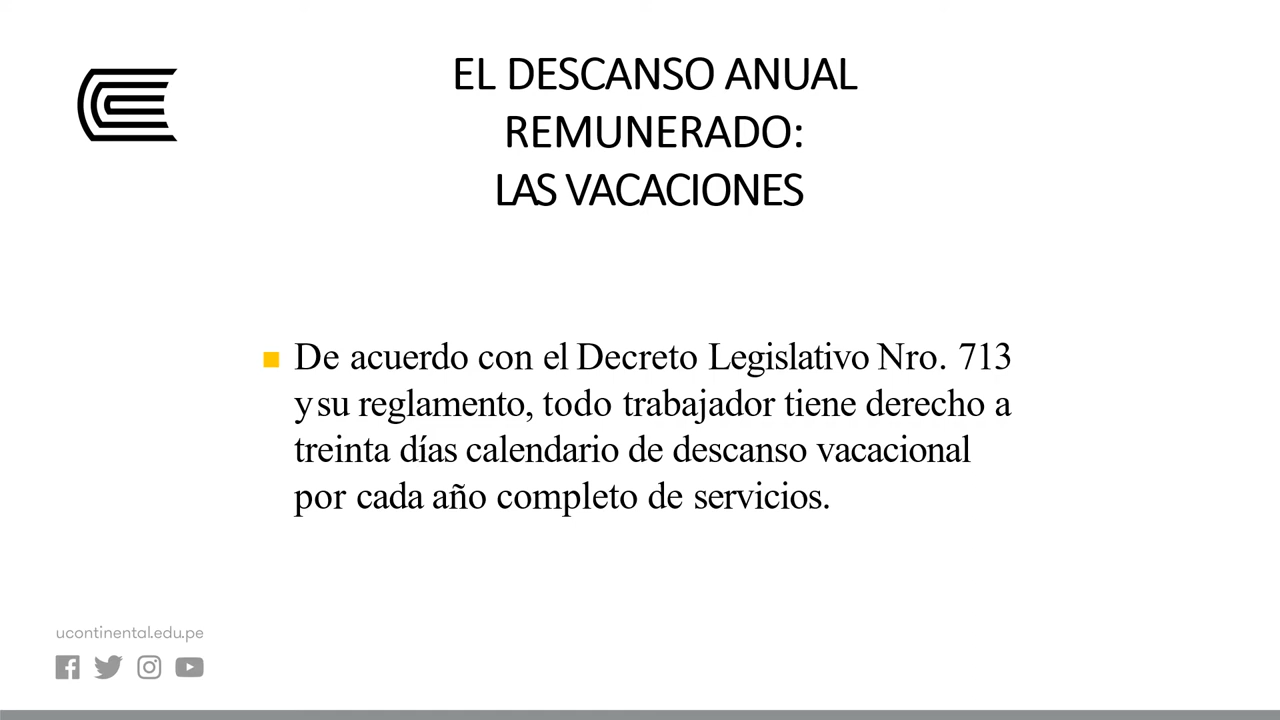 EL DESCANSO ANUAL
REMUNERADO:
LAS VACACIONES
De acuerdo con el Decreto Legislativo Nro. 713
y su reglamento, todo trabajador tiene derecho a
treinta días calendario de descanso vacacional
por cada año completo de servicios.
ucontinental.edu.pe